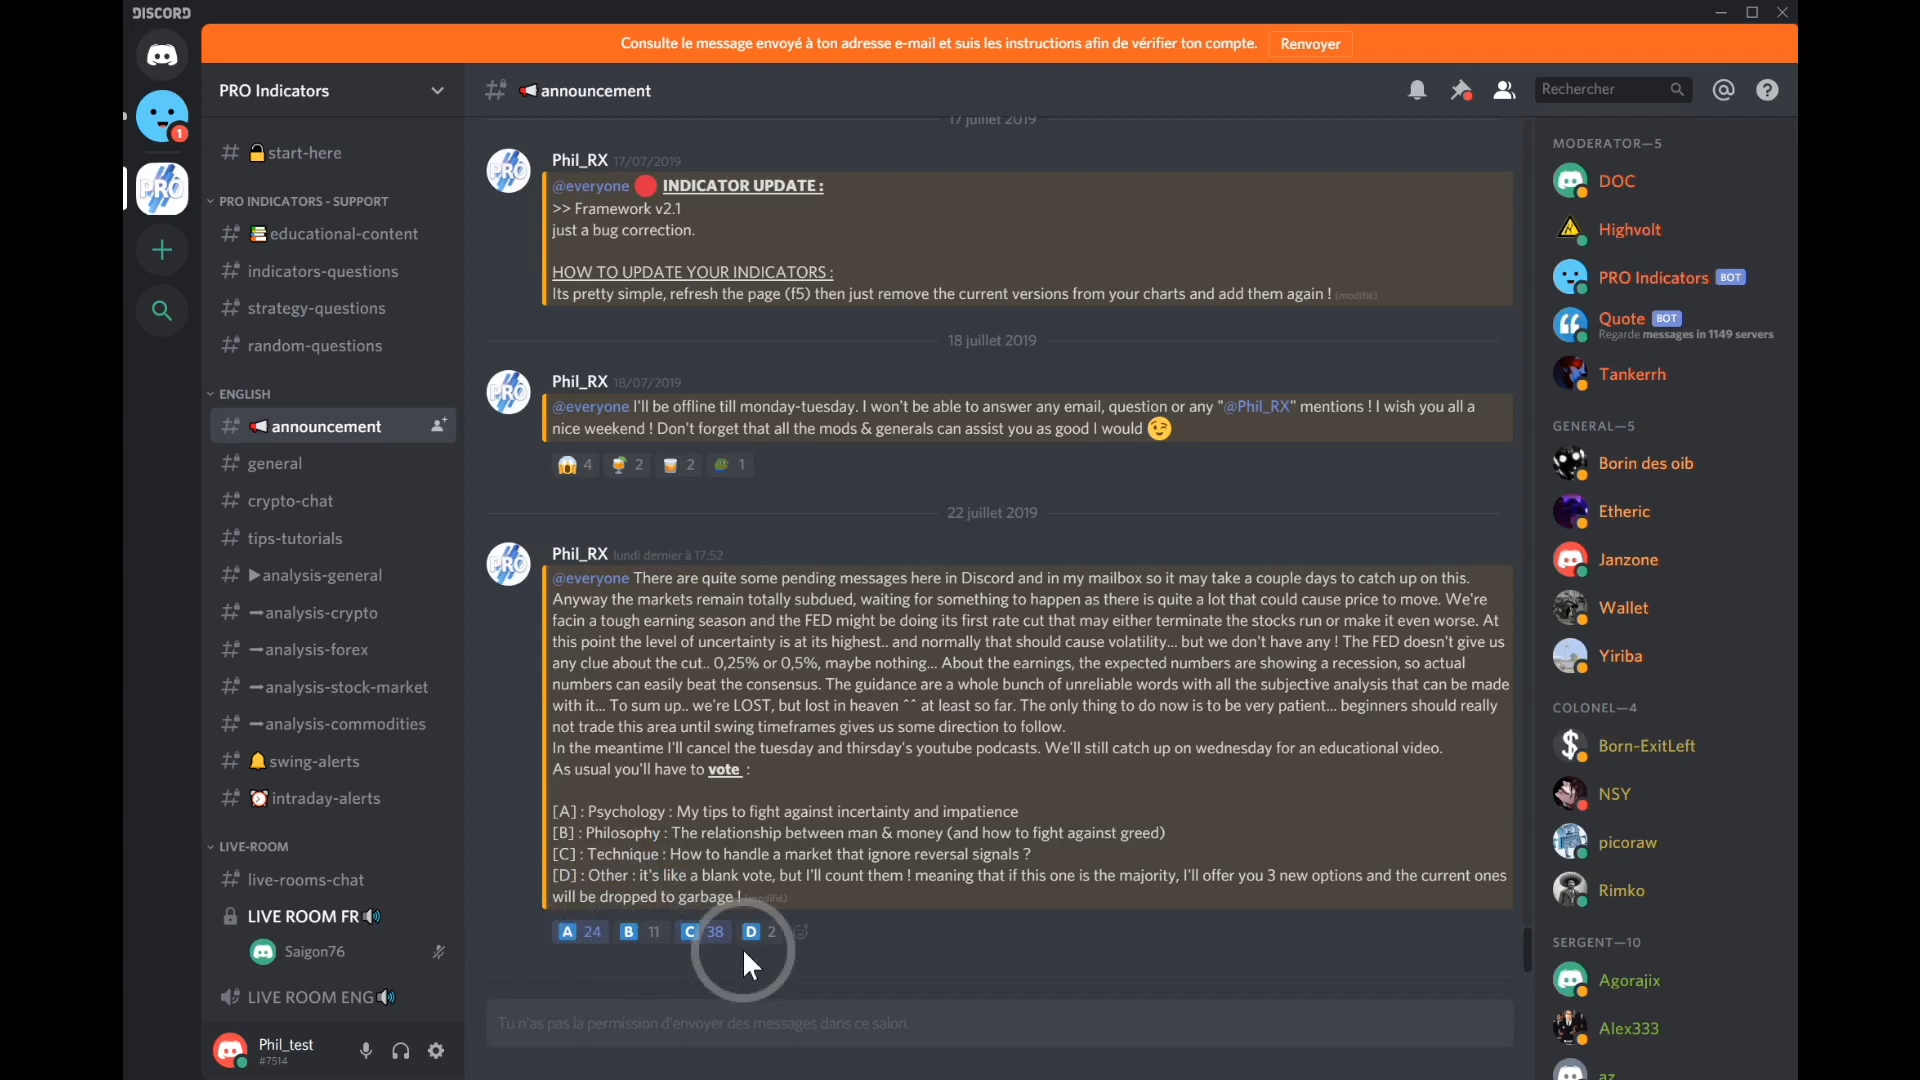 DISCORD
Consulte le message envoyé à ton adresse e-mail et suis les instructions afin de vérifier ton compte. Renvoyer
1
PRO
PRO Indicators
start-here
PRO INDICATORS - SUPPORT
educational-content
indicators-questions
strategy-questions
random-questions
ENGLISH
announcement
general
crypto-chat
tips-tutorials
analysis-general
analysis-crypto
analysis-forex
analysis-stock-market
analysis-commodities
swing-alerts
intraday-alerts
LIVE-ROOM
live-rooms-chat
LIVE ROOM FR
Saigon76
LIVE ROOM ENG
Phil_test
#7514
announcement
Rechercher
17 juillet 2019
PRO
Phil_RX 17/07/2019
@everyone INDICATOR UPDATE :
>> Framework v2.1
just a bug correction.
HOW TO UPDATE YOUR INDICATORS :
Its pretty simple, refresh the page (f5) then just remove the current versions from your charts and add them again ! (modifié)
18 juillet 2019
PRO
Phil_RX 18/07/2019
@everyone I'll be offline till monday-tuesday. I won't be able to answer any email, question or any "@Phil_RX" mentions ! I wish you all a
nice weekend ! Don't forget that all the mods & generals can assist you as good I would
4 2 2 1
22 juillet 2019
PRO
Phil_RX lundi dernier à 17:52
@everyone There are quite some pending messages here in Discord and in my mailbox so it may take a couple days to catch up on this.
Anyway the markets remain totally subdued, waiting for something to happen as there is quite a lot that could cause price to move. We're
facin a tough earning season and the FED might be doing its first rate cut that may either terminate the stocks run or make it even worse. At
this point the level of uncertainty is at its highest.. and normally that should cause volatility... but we don't have any ! The FED doesn't give us
any clue about the cut.. 0,25% or 0,5%, maybe nothing... About the earnings, the expected numbers are showing a recession, so actual
numbers can easily beat the consensus. The guidance are a whole bunch of unreliable words with all the subjective analysis that can be made
with it... To sum up.. we're LOST, but lost in heaven ^^ at least so far. The only thing to do now is to be very patient... beginners should really
not trade this area until swing timeframes gives us some direction to follow.
In the meantime I'll cancel the tuesday and thirsday's youtube podcasts. We'll still catch up on wednesday for an educational video.
As usual you'll have to vote :
[A] : Psychology : My tips to fight against incertainty and impatience
[B] : Philosophy : The relationship between man & money (and how to fight against greed)
[C] : Technique : How to handle a market that ignore reversal signals ?
[D] : Other : it's like a blank vote, but I'll count them ! meaning that if this one is the majority, I'll offer you 3 new options and the current ones
will be dropped to garbage ! (modifié)
A 24 B 11 C 38 D 2
Tu n'as pas la permission d'envoyer des messages dans ce salon.
MODERATOR—5
DOC
Highvolt
PRO Indicators BOT
Quote BOT
Regarde messages in 1149 servers
Tankerrh
GENERAL—5
Borin des oib
Etheric
Janzone
Wallet
Yiriba
COLONEL—4
Born-ExitLeft
NSY
picoraw
Rimko
SERGENT—10
Agorajix
Alex333